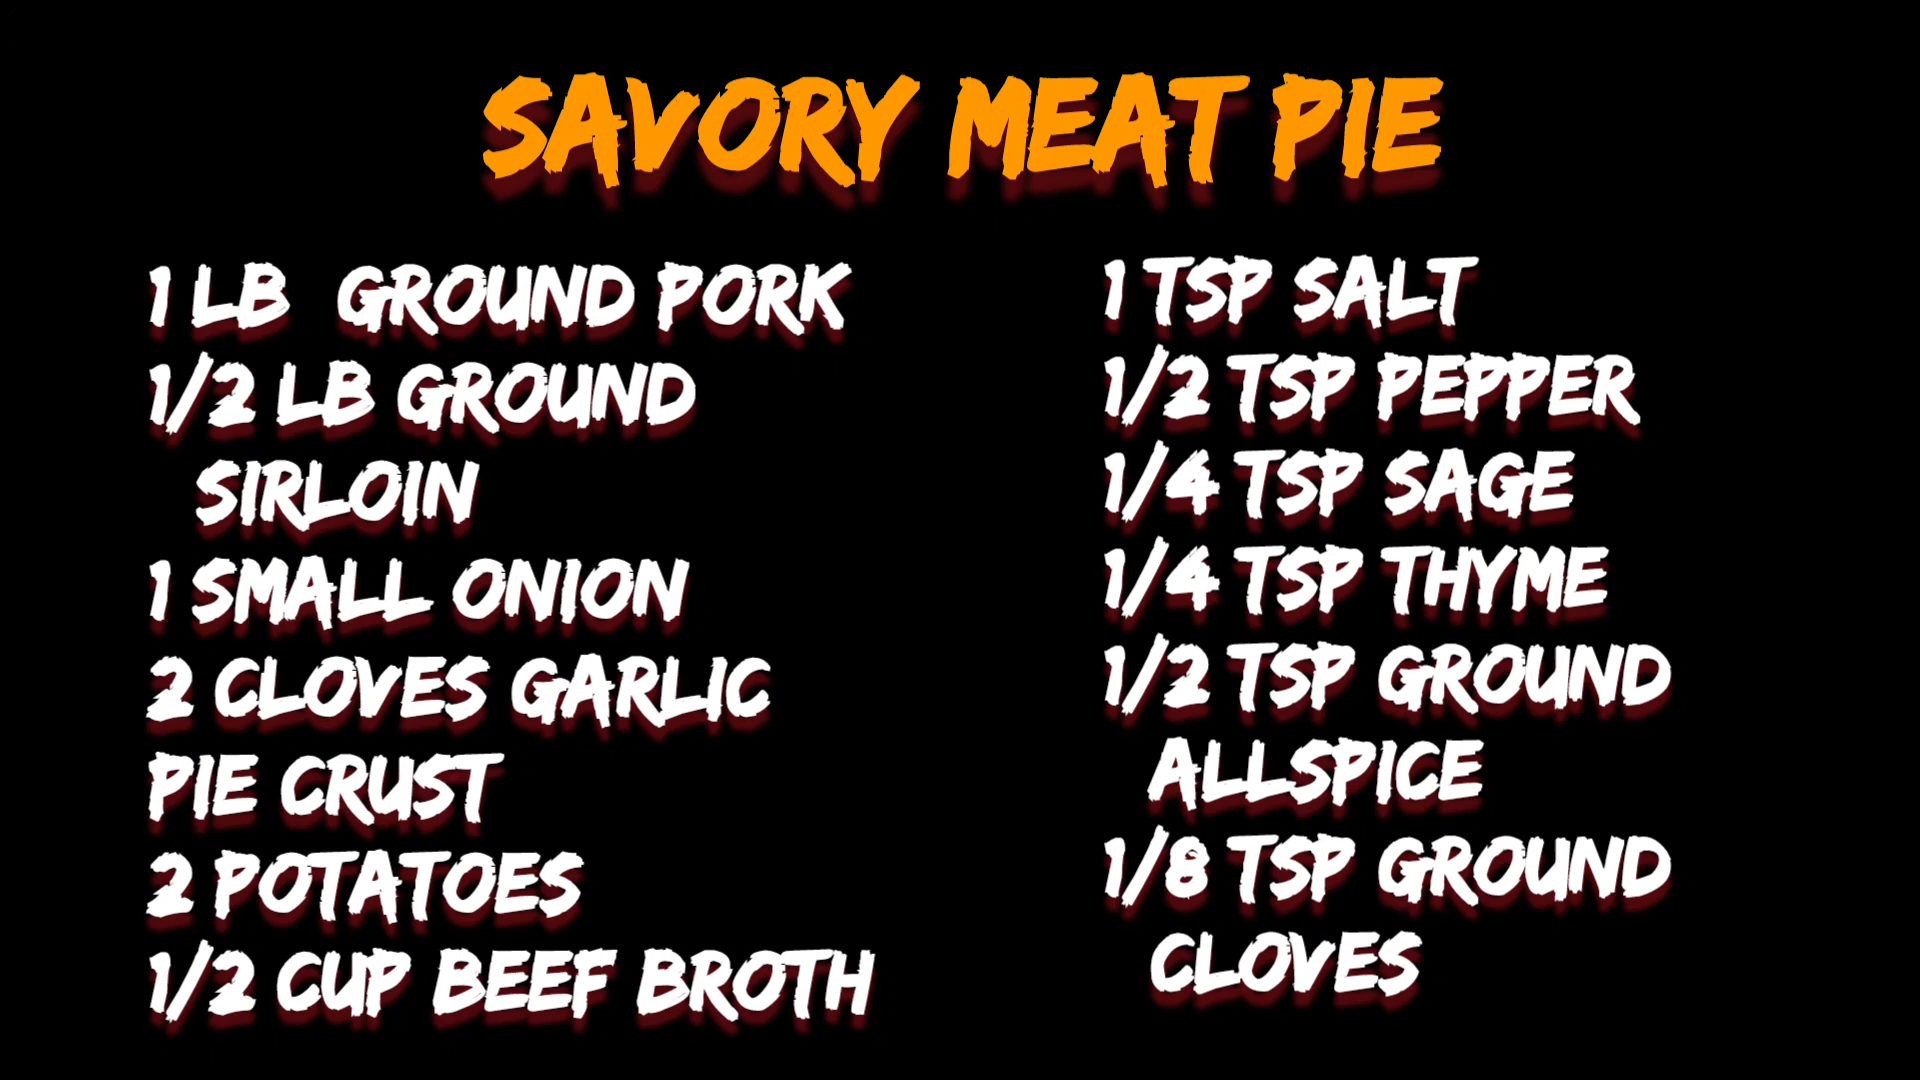 SAVORY MEAT PIE
1 LB GROUND PORK
1/2 LB GROUND
SIRLOIN
1 SMALL ONION
2 CLOVES GARLIC
PIE CRUST
2 POTATOES
1/2 CUP BEEF BROTH
1 TSP SALT
1/2 TSP PEPPER
1/4 TSP SAGE
1/4 TSP THYME
1/2 TSP GROUND
ALLSPICE
1/8 TSP GROUND
CLOVES